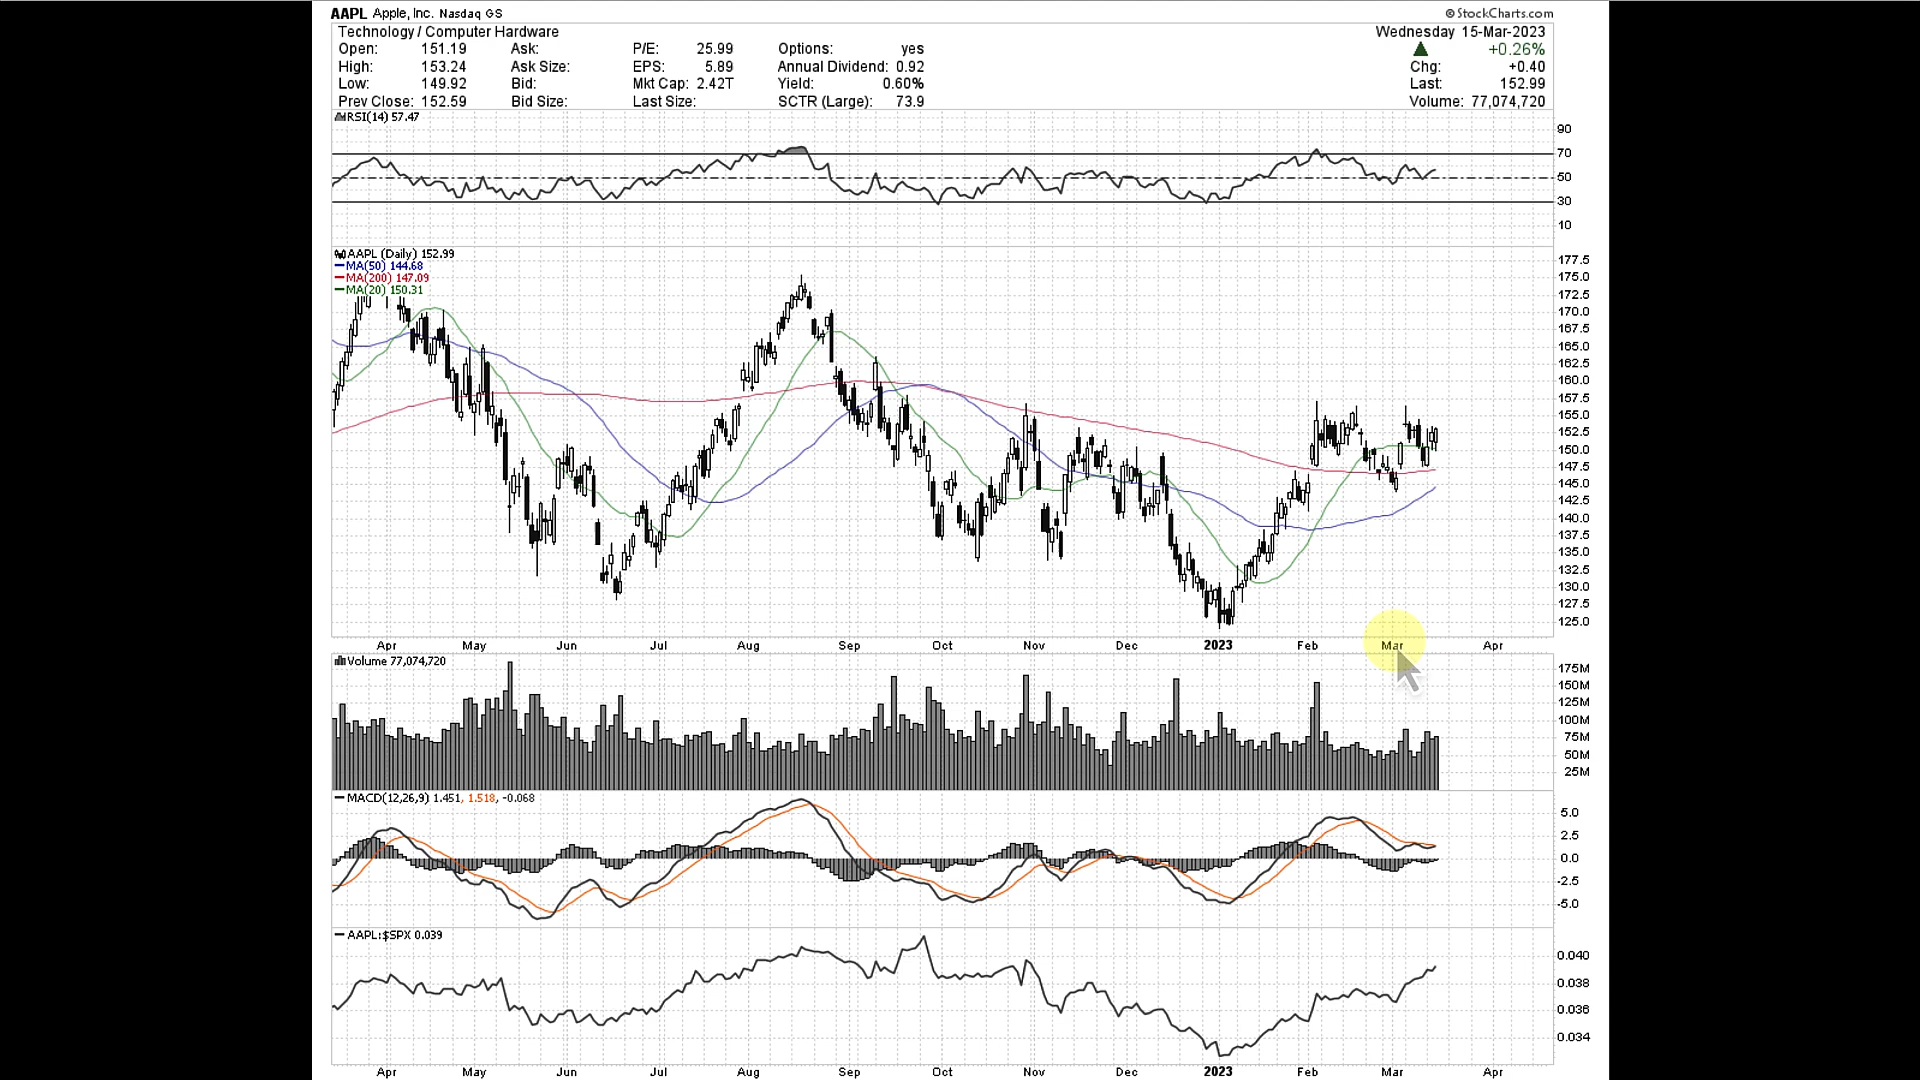 AAPL Apple, Inc. Nasdaq GS © StockCharts.com
Technology / Computer Hardware Wednesday 15-Mar-2023
Open: 151.19 Ask: P/E: 25.99 Options: yes +0.26%
High: 153.24 Ask Size: EPS: 5.89 Annual Dividend: 0.92 Chg: +0.40
Low: 149.92 Bid: Mkt Cap: 2.42T Yield: 0.60% Last: 152.99
Prev Close: 152.59 Bid Size: Last Size: SCTR (Large): 73.9 Volume: 77,074,720
RSI(14) 57.47
90
70
50
30
10
AAPL (Daily) 152.99
MA(50) 144.68
MA(200) 147.09
MA(20) 150.31
177.5
175.0
172.5
170.0
167.5
165.0
162.5
160.0
157.5
155.0
152.5
150.0
147.5
145.0
142.5
140.0
137.5
135.0
132.5
130.0
127.5
125.0
Apr May Jun Jul Aug Sep Oct Nov Dec 2023 Feb Mar Apr
Volume 77,074,720
175M
150M
125M
100M
75M
50M
25M
MACD(12,26,9) 1.451, 1.518, -0.068
5.0
2.5
0.0
-2.5
-5.0
AAPL:$SPX 0.039
0.040
0.038
0.036
0.034
Apr May Jun Jul Aug Sep Oct Nov Dec 2023 Feb Mar Apr